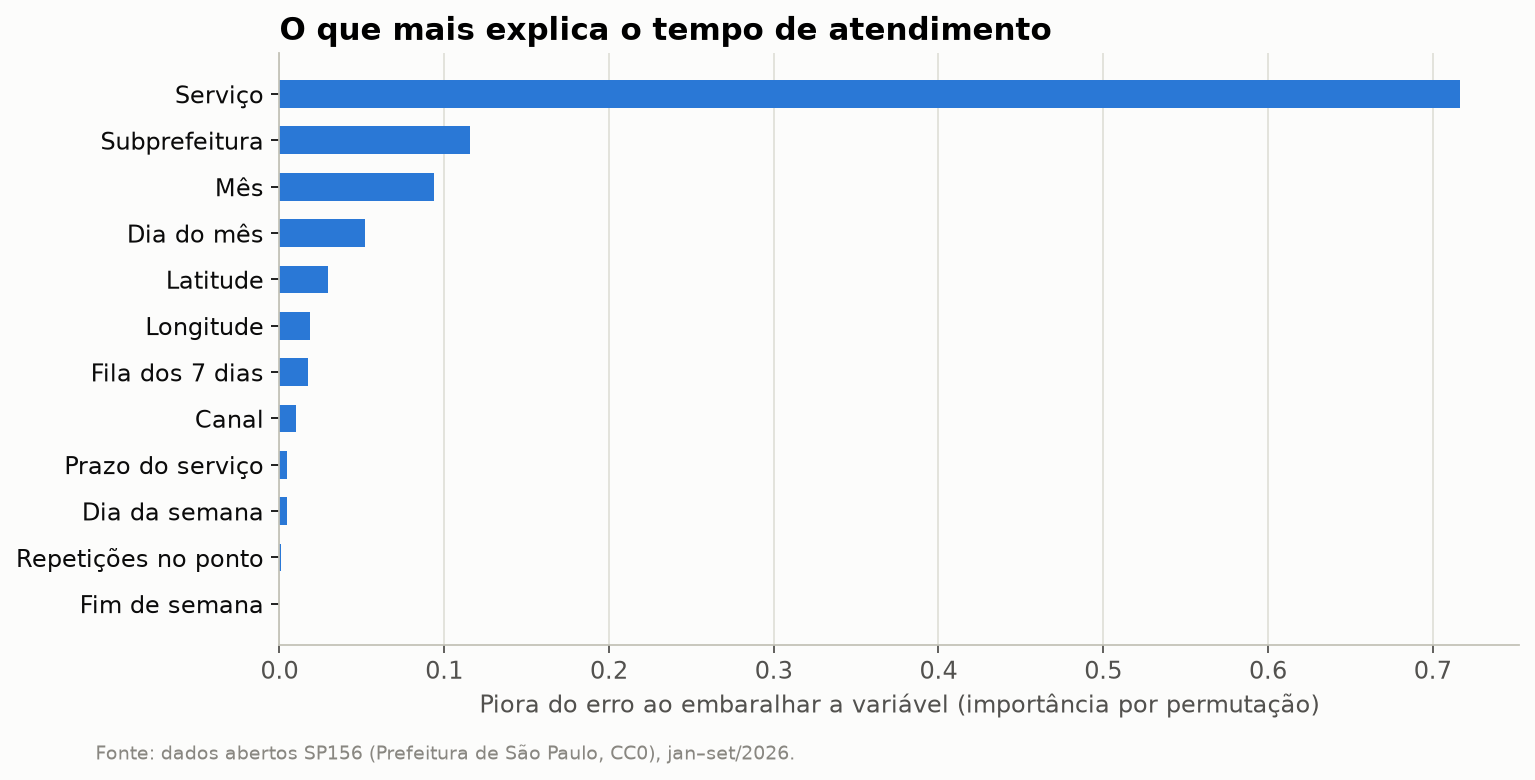 O que mais explica o tempo de atendimento
Serviço
Subprefeitura
Mês
Dia do mês
Latitude
Longitude
Fila dos 7 dias
Canal
Prazo do serviço
Dia da semana
Repetições no ponto
Fim de semana
0.0 0.1 0.2 0.3 0.4 0.5 0.6 0.7
Piora do erro ao embaralhar a variável (importância por permutação)
Fonte: dados abertos SP156 (Prefeitura de São Paulo, CC0), jan–set/2026.